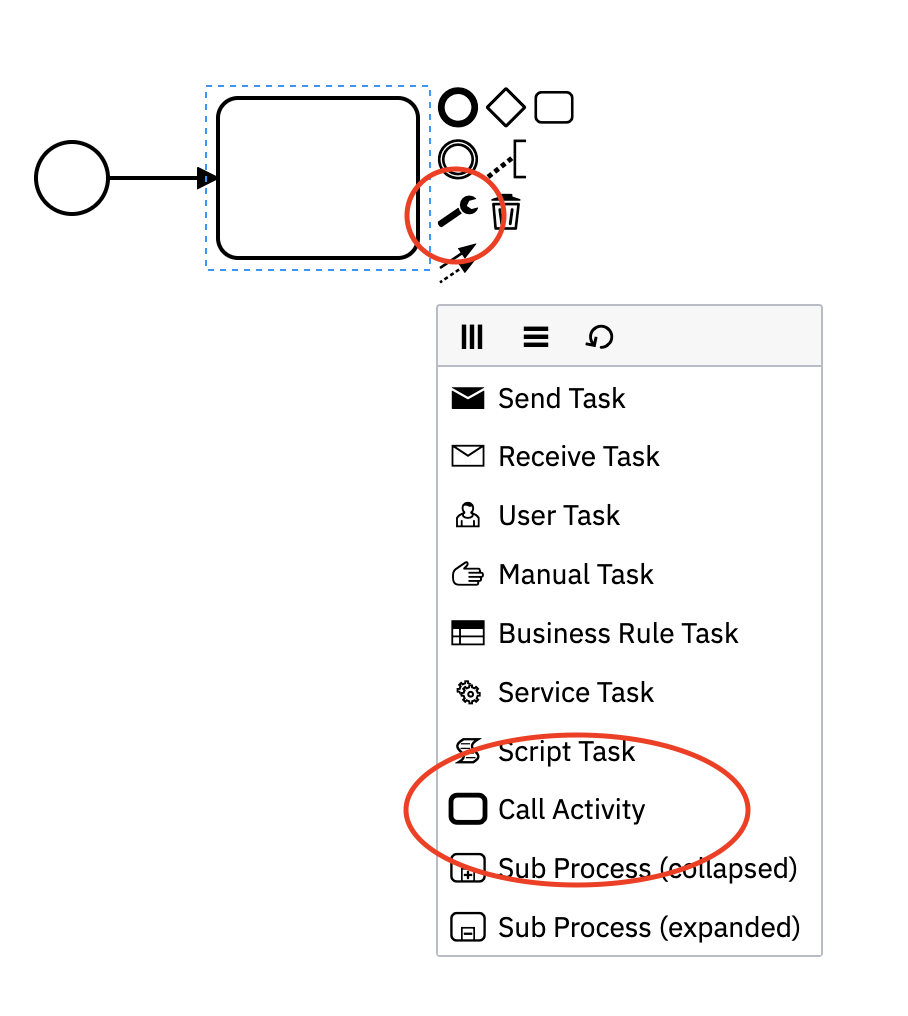 Send Task
Receive Task
User Task
Manual Task
Business Rule Task
Service Task
Script Task
Call Activity
Sub Process (collapsed)
Sub Process (expanded)